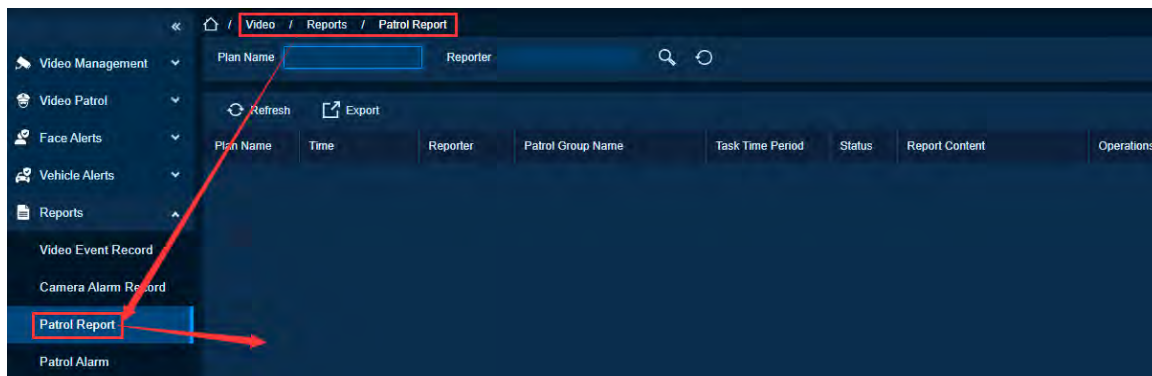 «
/ Video / Reports / Patrol Report
Plan Name Reporter
Refresh Export
Plan Name Time Reporter Patrol Group Name Task Time Period Status Report Content Operations
Video Management
Video Patrol
Face Alerts
Vehicle Alerts
Reports
Video Event Record
Camera Alarm Record
Patrol Report
Patrol Alarm